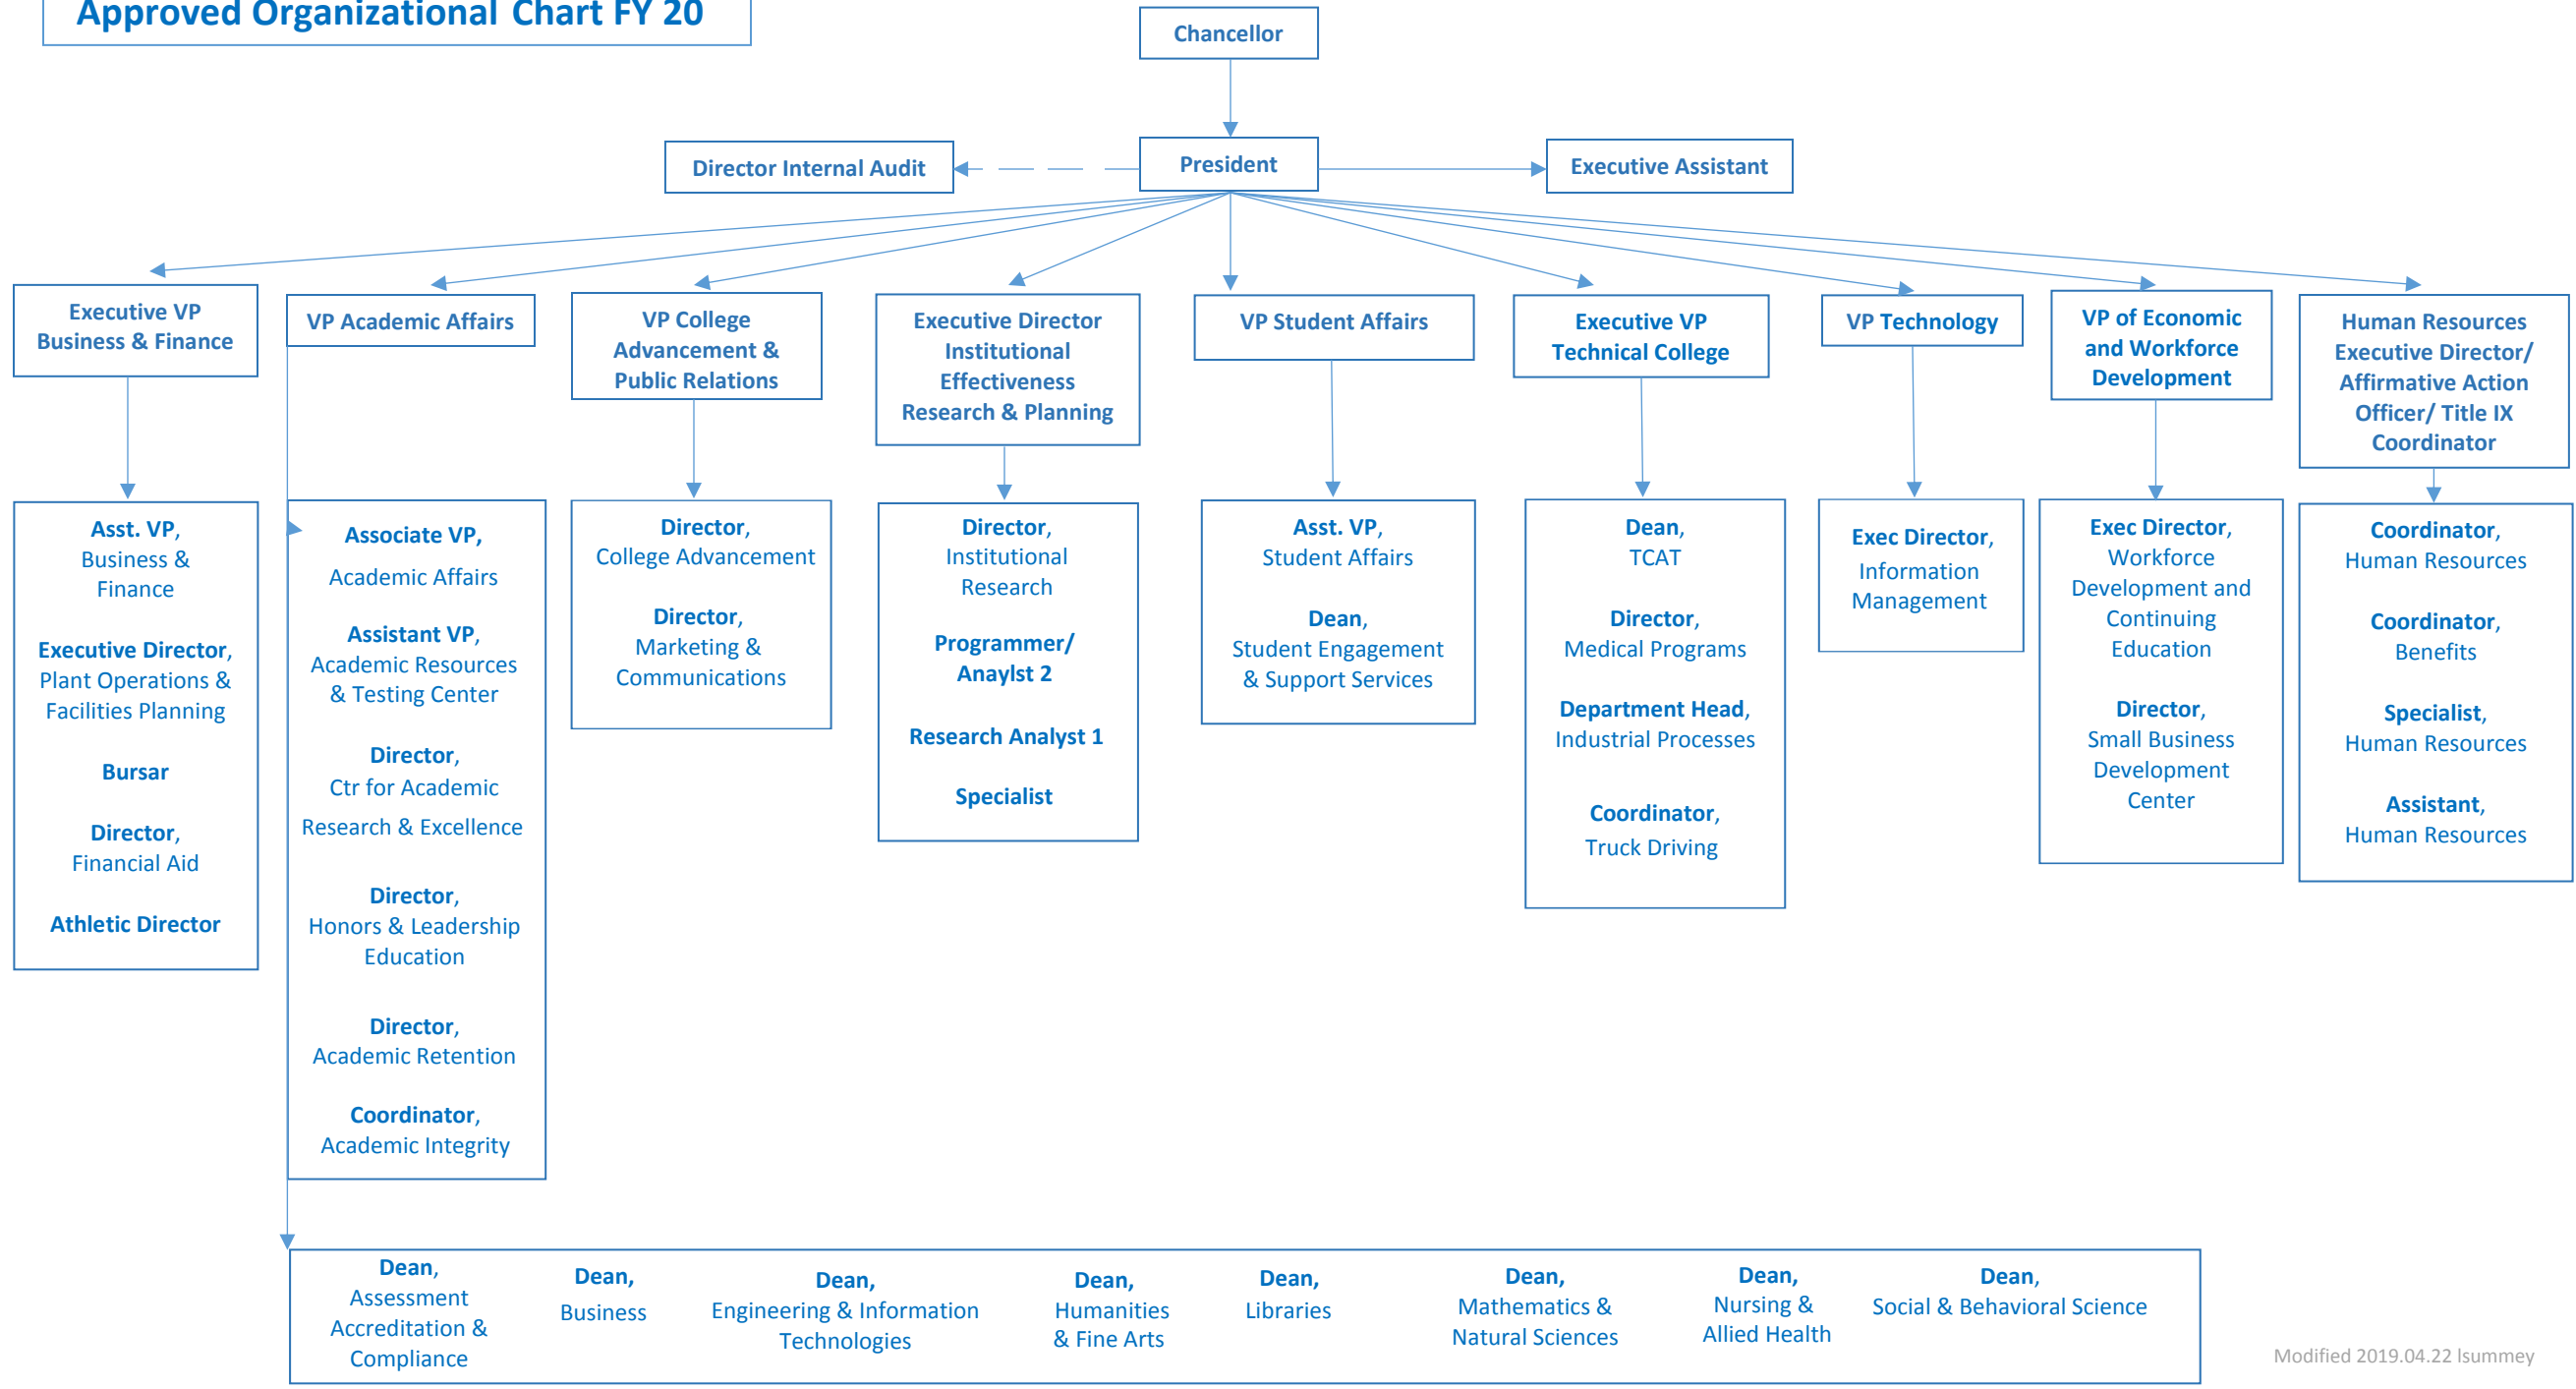 Approved Organizational Chart FY 20
Chancellor
Director Internal Audit
President
Executive Assistant
Executive VP
Business & Finance
VP Academic Affairs
VP College
Advancement &
Public Relations
Executive Director
Institutional
Effectiveness
Research & Planning
VP Student Affairs
Executive VP
Technical College
VP Technology
VP of Economic
and Workforce
Development
Human Resources
Executive Director/
Affirmative Action
Officer/ Title IX
Coordinator
Asst. VP,
Business &
Finance
Executive Director,
Plant Operations &
Facilities Planning
Bursar
Director,
Financial Aid
Athletic Director
Associate VP,
Academic Affairs
Assistant VP,
Academic Resources
& Testing Center
Director,
Ctr for Academic
Research & Excellence
Director,
Honors & Leadership
Education
Director,
Academic Retention
Coordinator,
Academic Integrity
Director,
College Advancement
Director,
Marketing &
Communications
Director,
Institutional
Research
Programmer/
Anaylst 2
Research Analyst 1
Specialist
Asst. VP,
Student Affairs
Dean,
Student Engagement
& Support Services
Dean,
TCAT
Director,
Medical Programs
Department Head,
Industrial Processes
Coordinator,
Truck Driving
Exec Director,
Information
Management
Exec Director,
Workforce
Development and
Continuing
Education
Director,
Small Business
Development
Center
Coordinator,
Human Resources
Coordinator,
Benefits
Specialist,
Human Resources
Assistant,
Human Resources
Dean,
Assessment
Accreditation &
Compliance
Dean,
Business
Dean,
Engineering & Information
Technologies
Dean,
Humanities
& Fine Arts
Dean,
Libraries
Dean,
Mathematics &
Natural Sciences
Dean,
Nursing &
Allied Health
Dean,
Social & Behavioral Science
Modified 2019.04.22 lsummey